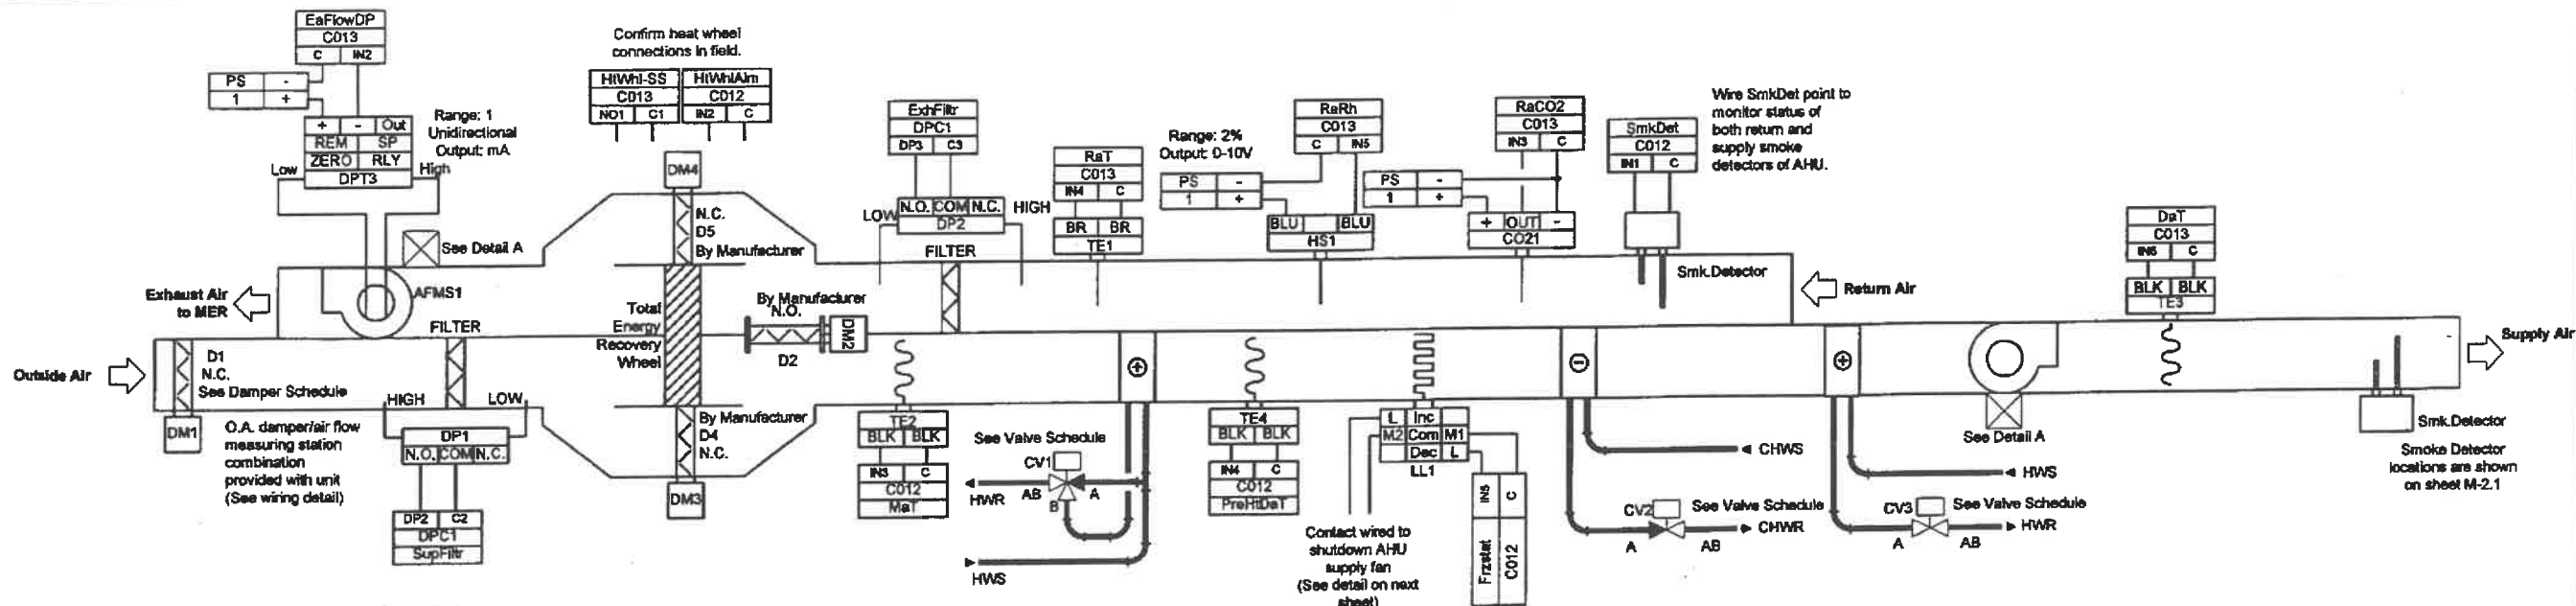 EaFlowDP
C013
C IN2
PS -
1 +
+ - Out
REM SP
ZERO RLY
DPT3
Low
High
Range: 1
Unidirectional
Output: mA
Confirm heat wheel
connections in field.
HtWhl-SS HtWhlAlm
C013 C012
NO1 C1 IN2 C
DM4
N.C.
D5
By Manufacturer
ExhFiltr
DPC1
DP3 C3
LOW
N.O. COM N.C.
HIGH
DP2
FILTER
RaT
C013
IN4 C
BR BR
TE1
Range: 2%
Output: 0-10V
RaRh
C013
C IN5
PS -
1 +
BLU BLU
HS1
RaCO2
C013
IN3 C
PS -
1 +
+ OUT -
CO21
SmkDet
C012
IN1 C
Wire SmkDet point to
monitor status of
both return and
supply smoke
detectors of AHU.
Smk.Detector
DaT
C013
IN6 C
BLK BLK
TE3
See Detail A
AFMS1
Exhaust Air
to MER
FILTER
Total
Energy
Recovery
Wheel
By Manufacturer
N.O.
DM2
D2
Return Air
Supply Air
Outside Air
D1
N.C.
See Damper Schedule
DM1
O.A. damper/air flow
measuring station
combination
provided with unit
(See wiring detail)
HIGH
LOW
DP1
N.O. COM N.C.
DP2 C2
DPC1
SupFiltr
By Manufacturer
D4
N.C.
DM3
TE2
BLK BLK
IN3 C
C012
MaT
See Valve Schedule
CV1
HWR
AB
A
B
HWS
TE4
BLK BLK
IN4 C
C012
PreHtDaT
L Inc
M2 Com M1
Dec L
LL1
Contact wired to
shutdown AHU
supply fan
(See detail on next
sheet)
IN5 C
Frzstat C012
CHWS
CV2
See Valve Schedule
CHWR
A
AB
See Detail A
HWS
CV3
See Valve Schedule
HWR
A
AB
Smk.Detector
Smoke Detector
locations are shown
on sheet M-2.1